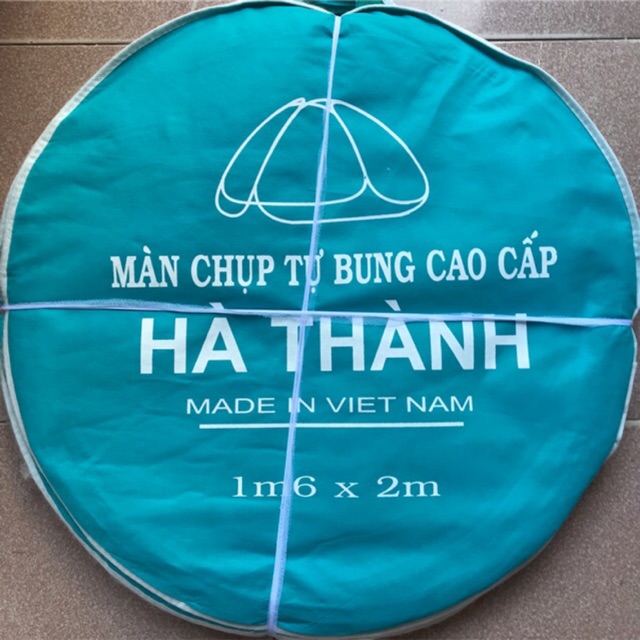 MÀN CHỤP TỰ BUNG CAO CẤP
HÀ THÀNH
MADE IN VIET NAM
1m6 x 2m